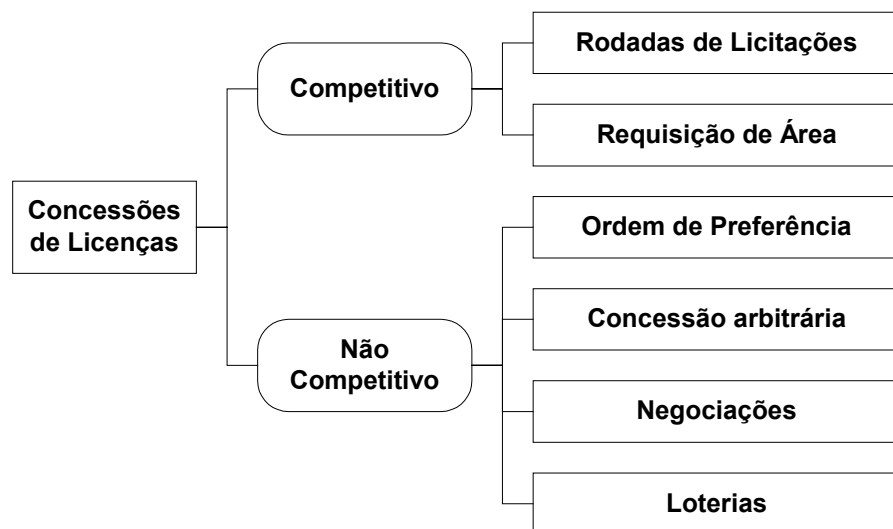 Concessões
de Licenças
Competitivo
Rodadas de Licitações
Requisição de Área
Não
Competitivo
Ordem de Preferência
Concessão arbitrária
Negociações
Loterias